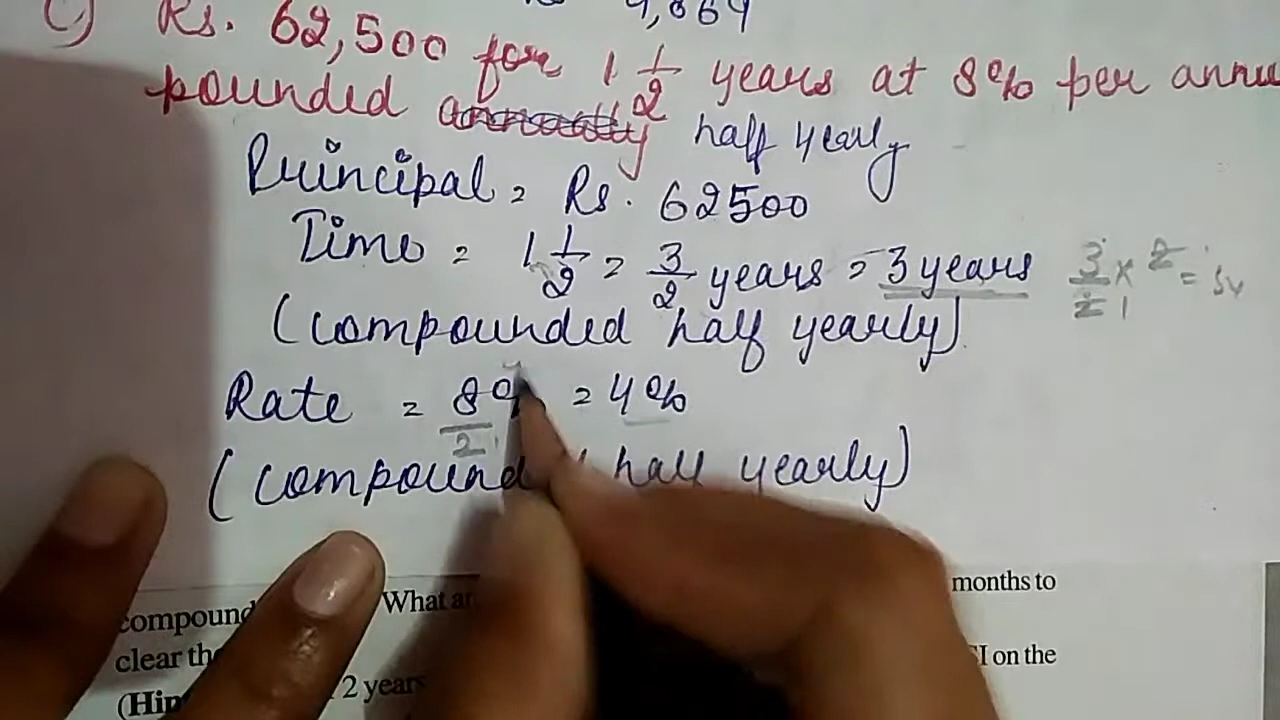 c) Rs. 62,500 for 1 1/2 years at 8% per annu
pounded annually half yearly
Principal = Rs. 62500
Time = 1 1/2 = 3/2 years = 3 years 3/2 x 2/1 =
(compounded half yearly)
Rate = 8%/2 = 4%
(compound half yearly)
months to
compound What
clear the I on the
(Hin 2 years